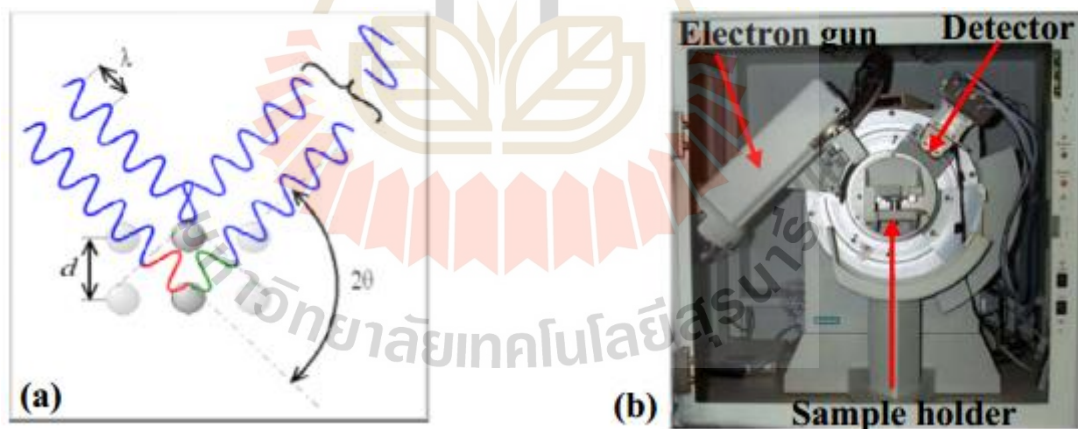 λ
d
2θ
(a)
Electron gun
Detector
Sample holder
(b)
มหาวิทยาลัยเทคโนโลยีสุรนารี